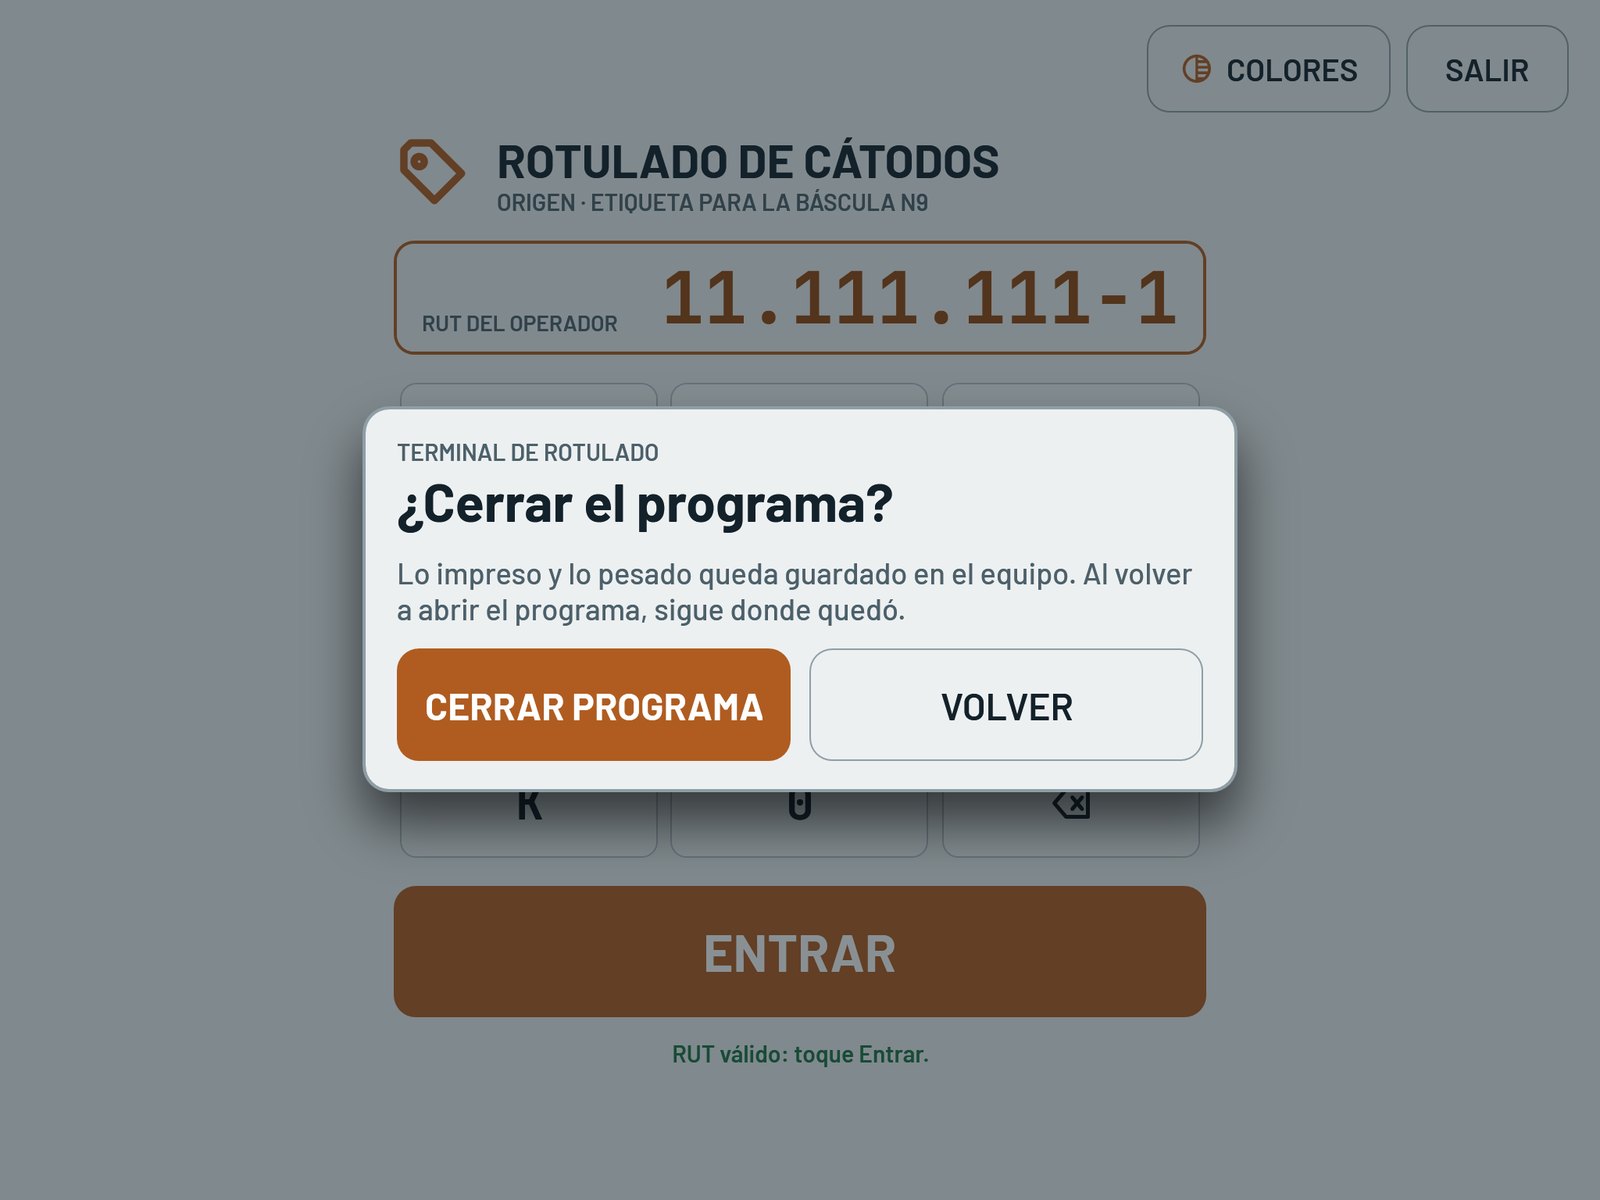 COLORES
SALIR
ROTULADO DE CÁTODOS
ORIGEN · ETIQUETA PARA LA BÁSCULA N9
RUT DEL OPERADOR
11.111.111-1
TERMINAL DE ROTULADO
¿Cerrar el programa?
Lo impreso y lo pesado queda guardado en el equipo. Al volver
a abrir el programa, sigue donde quedó.
CERRAR PROGRAMA
VOLVER
K
0
ENTRAR
RUT válido: toque Entrar.